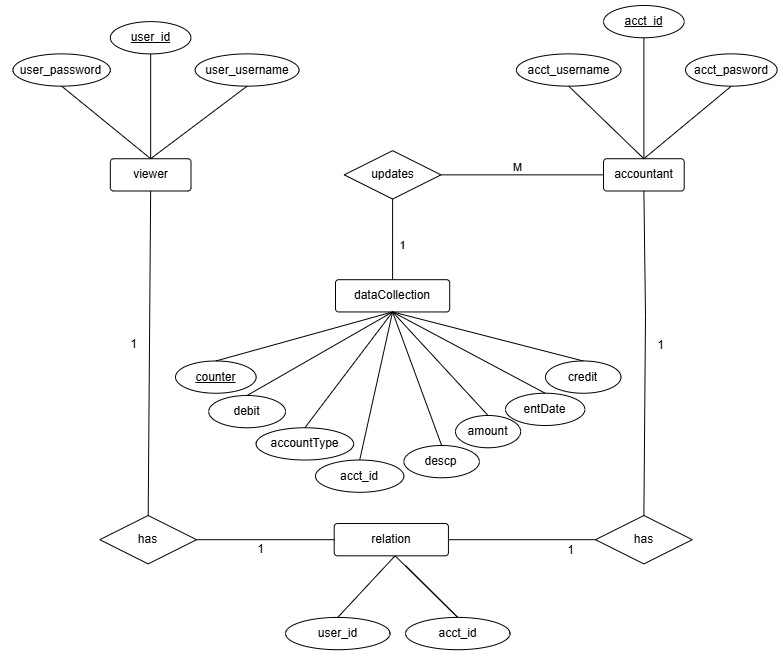 user_id
user_password
user_username
acct_id
acct_username
acct_pasword
viewer
updates
M
accountant
1
dataCollection
1
1
counter
credit
debit
entDate
accountType
amount
acct_id
descp
has
1
relation
1
has
user_id
acct_id